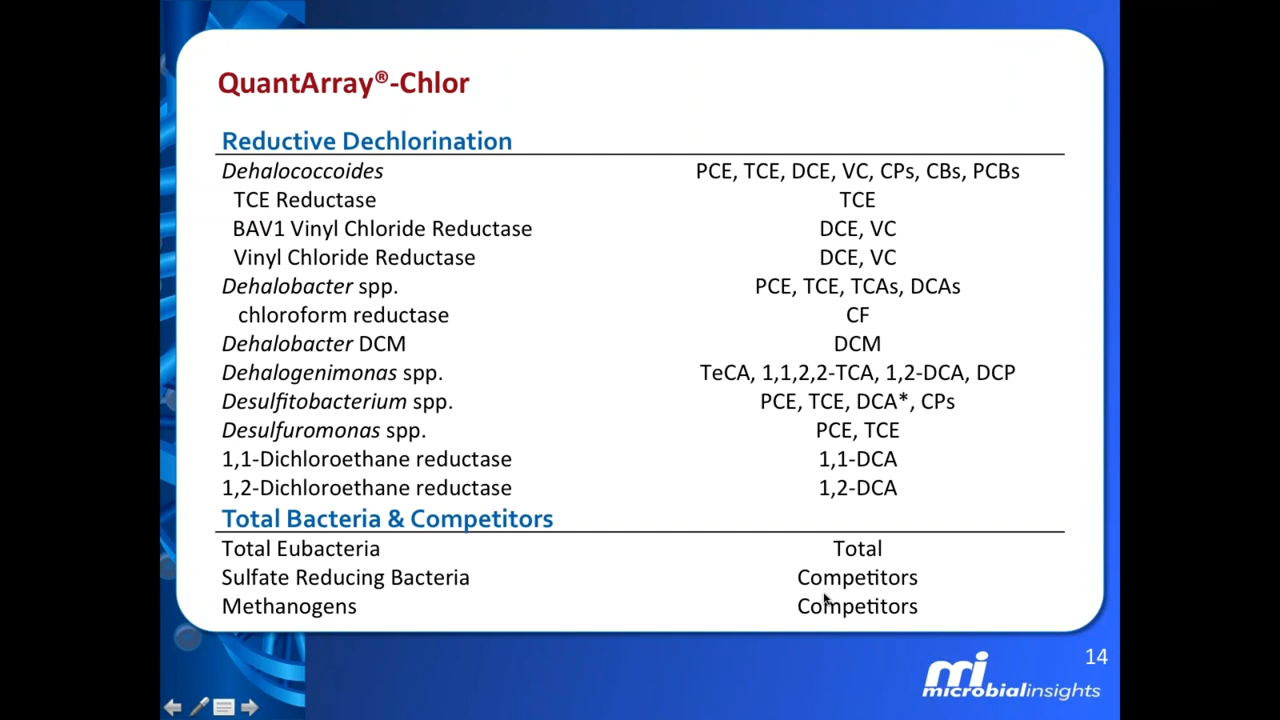 QuantArray®-Chlor
Reductive Dechlorination
Dehalococcoides PCE, TCE, DCE, VC, CPs, CBs, PCBs
TCE Reductase TCE
BAV1 Vinyl Chloride Reductase DCE, VC
Vinyl Chloride Reductase DCE, VC
Dehalobacter spp. PCE, TCE, TCAs, DCAs
chloroform reductase CF
Dehalobacter DCM DCM
Dehalogenimonas spp. TeCA, 1,1,2,2-TCA, 1,2-DCA, DCP
Desulfitobacterium spp. PCE, TCE, DCA*, CPs
Desulfuromonas spp. PCE, TCE
1,1-Dichloroethane reductase 1,1-DCA
1,2-Dichloroethane reductase 1,2-DCA
Total Bacteria & Competitors
Total Eubacteria Total
Sulfate Reducing Bacteria Competitors
Methanogens Competitors
14
mi
microbialinsights